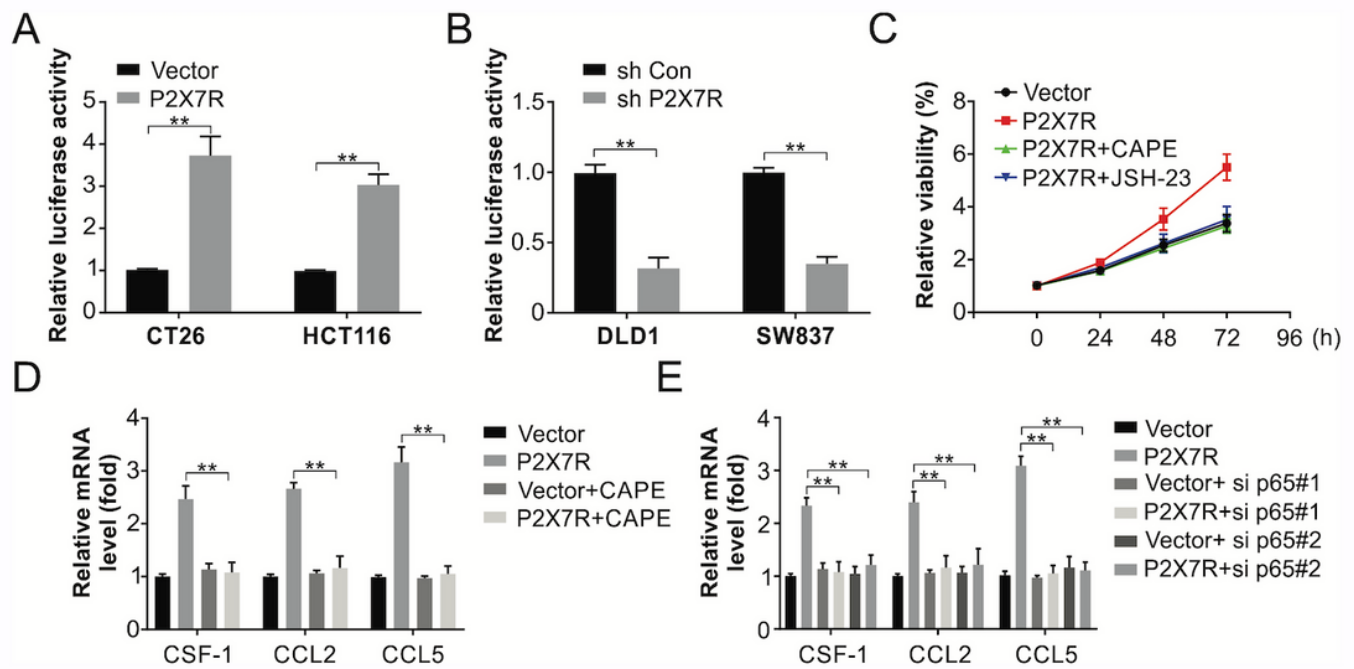 A
Relative luciferase activity
Vector
P2X7R
5
4
3
2
1
0
**
**
CT26
HCT116
B
Relative luciferase activity
sh Con
sh P2X7R
1.5
1.0
0.5
0
**
**
DLD1
SW837
C
Relative viability (%)
Vector
P2X7R
P2X7R+CAPE
P2X7R+JSH-23
8
6
4
2
0
0 24 48 72 96 (h)
D
Relative mRNA
level (fold)
4
3
2
1
0
**
**
**
CSF-1
CCL2
CCL5
Vector
P2X7R
Vector+CAPE
P2X7R+CAPE
E
Relative mRNA
level (fold)
4
3
2
1
0
**
**
**
**
**
**
CSF-1
CCL2
CCL5
Vector
P2X7R
Vector+ si p65#1
P2X7R+si p65#1
Vector+ si p65#2
P2X7R+si p65#2